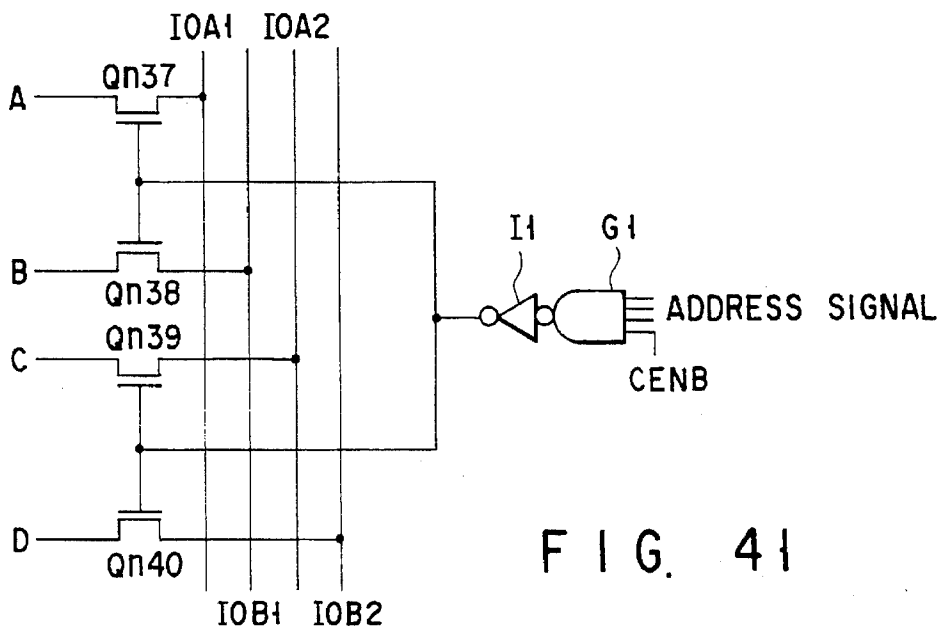 IOA1 IOA2
Qn37
A
I1 G1
B
Qn38
ADDRESS SIGNAL
Qn39
C
CENB
D
Qn40
FIG. 41
IOB1 IOB2